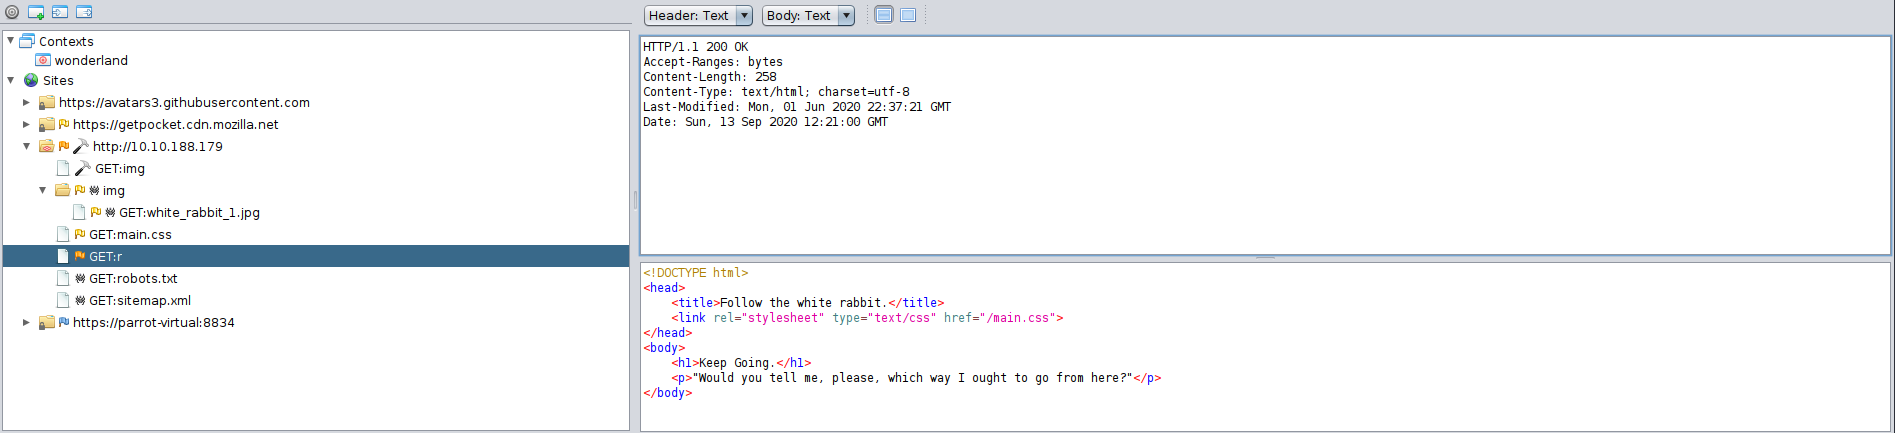 Header: Text
Body: Text
Contexts
wonderland
Sites
https://avatars3.githubusercontent.com
https://getpocket.cdn.mozilla.net
http://10.10.188.179
GET:img
img
GET:white_rabbit_1.jpg
GET:main.css
GET:r
GET:robots.txt
GET:sitemap.xml
https://parrot-virtual:8834
HTTP/1.1 200 OK
Accept-Ranges: bytes
Content-Length: 258
Content-Type: text/html; charset=utf-8
Last-Modified: Mon, 01 Jun 2020 22:37:21 GMT
Date: Sun, 13 Sep 2020 12:21:00 GMT
<!DOCTYPE html>
<head>
    <title>Follow the white rabbit.</title>
    <link rel="stylesheet" type="text/css" href="/main.css">
</head>
<body>
    <h1>Keep Going.</h1>
    <p>"Would you tell me, please, which way I ought to go from here?"</p>
</body>